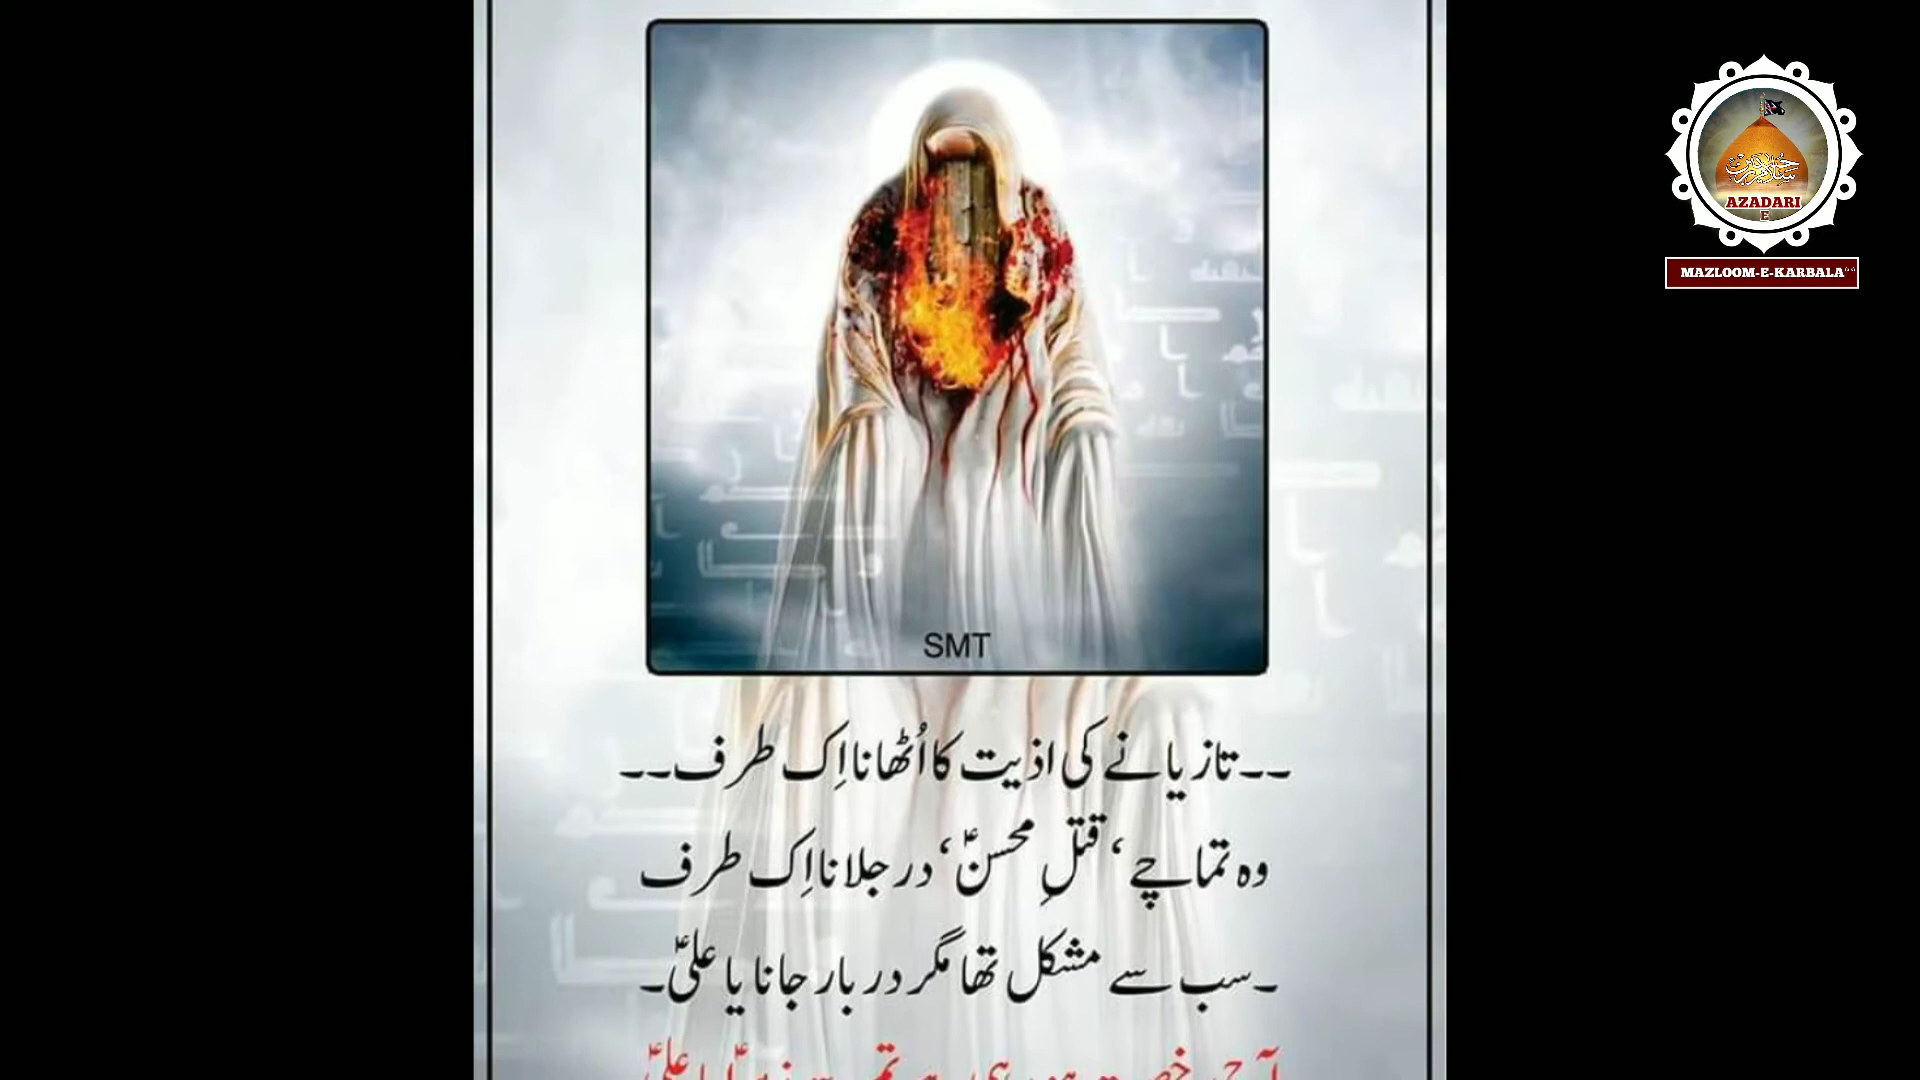 AZADARI
E
MAZLOOM-E-KARBALA
SMT
۔۔تازیانے کی اذیت کا اُٹھانا اِک طرف۔۔
وہ تماچے ‘ قتلِ محسنؑ ‘ در جلانا اِک طرف
۔سب سے مشکل تھا مگر دربار جانا یا علیؑ۔